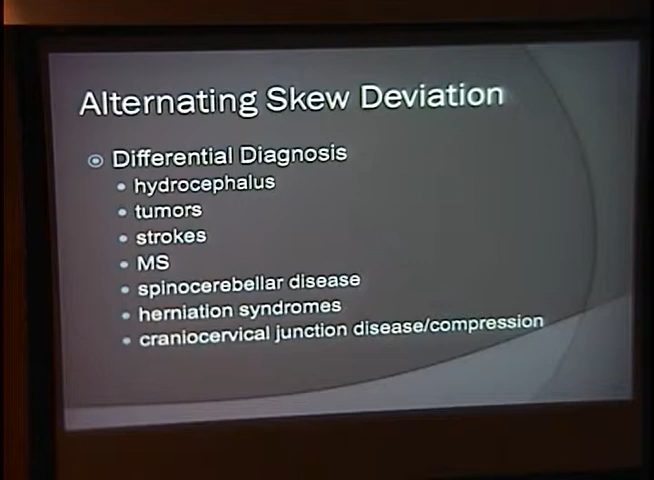 Alternating Skew Deviation
Differential Diagnosis
hydrocephalus
tumors
strokes
MS
spinocerebellar disease
herniation syndromes
craniocervical junction disease/compression